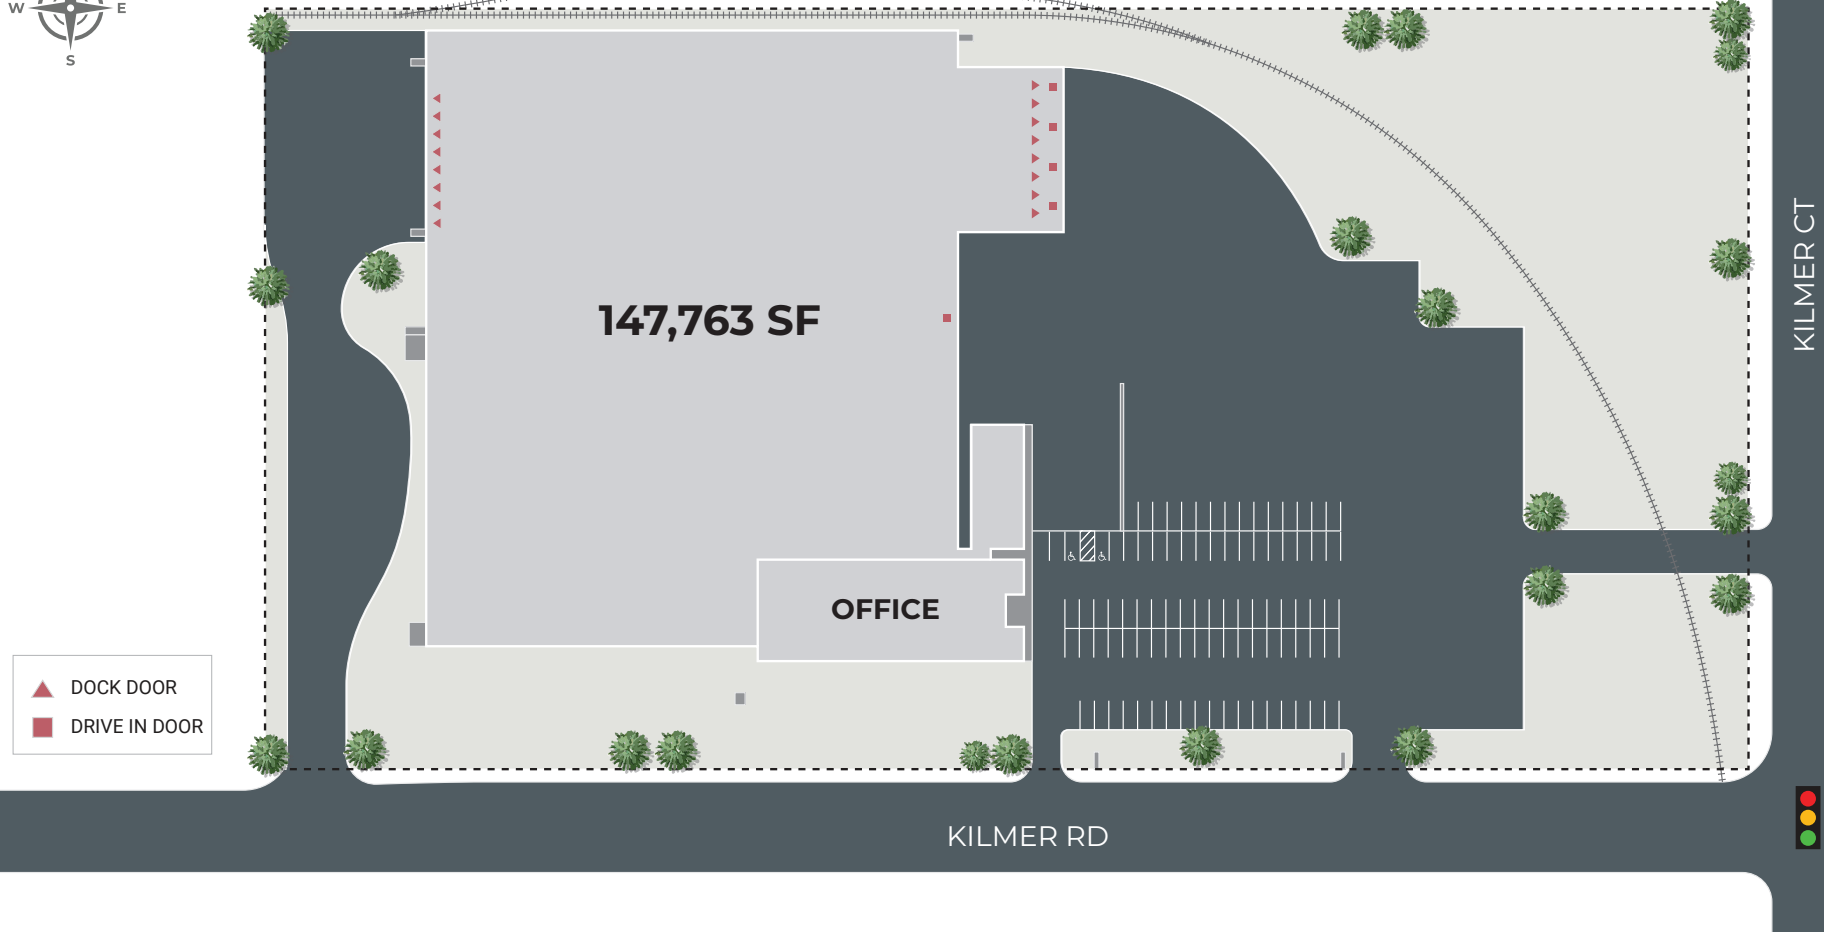 W E
S
147,763 SF
OFFICE
KILMER CT
DOCK DOOR
DRIVE IN DOOR
KILMER RD